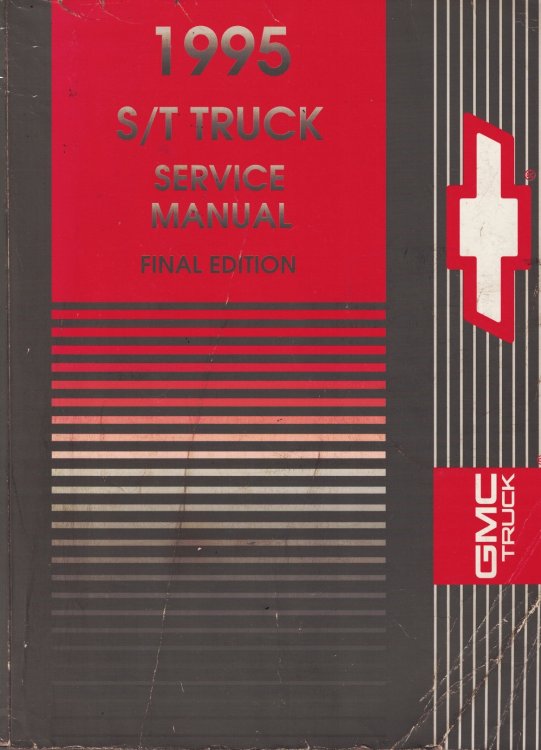 1995
S/T TRUCK
SERVICE
MANUAL
FINAL EDITION
®
GMC
TRUCK